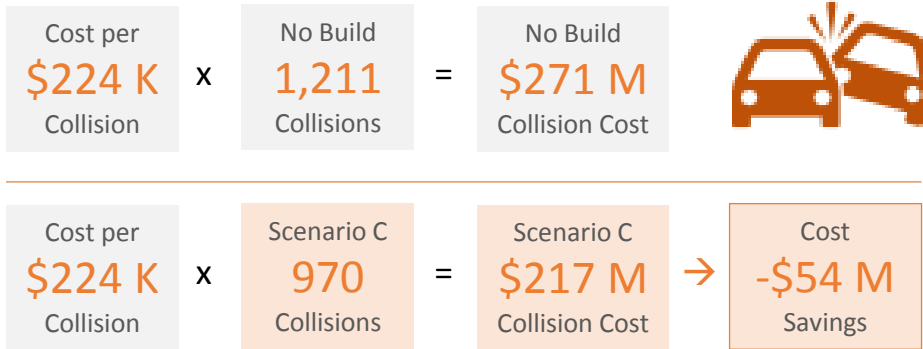 Cost per
$224 K
Collision
x
No Build
1,211
Collisions
=
No Build
$271 M
Collision Cost
Cost per
$224 K
Collision
x
Scenario C
970
Collisions
=
Scenario C
$217 M
Collision Cost
→
Cost
-$54 M
Savings